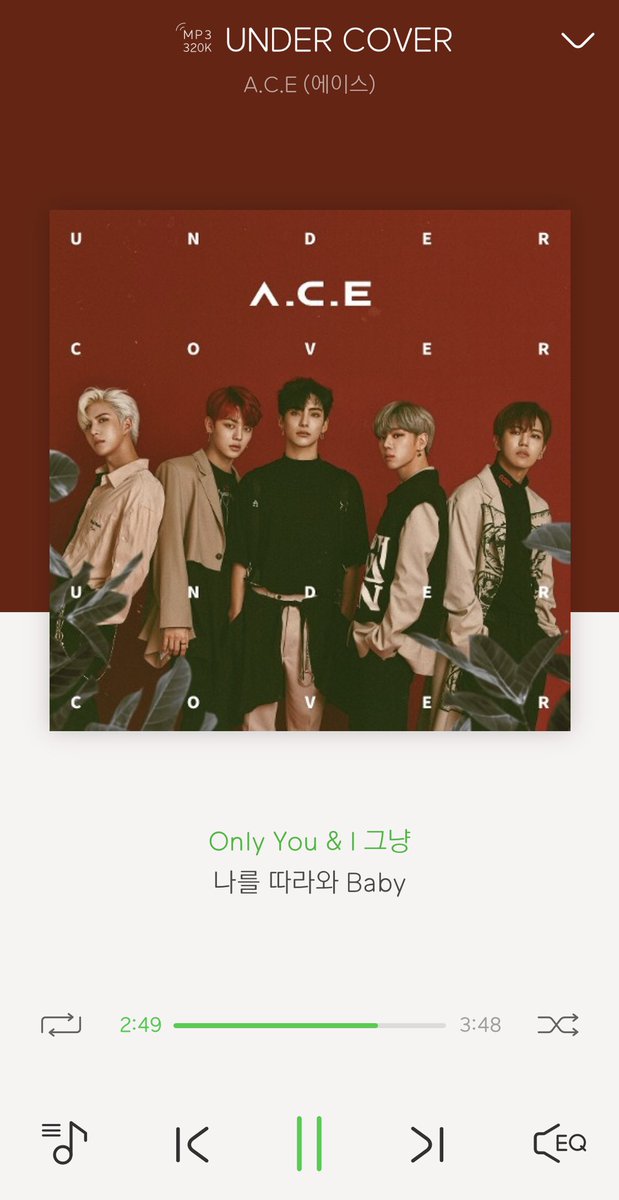 MP3
320K
UNDER COVER
A.C.E (에이스)
U N D E R
A.C.E
C O V E R
U N D E R
C O V E R
Only You & I 그냥
나를 따라와 Baby
2:49
3:48
EQ